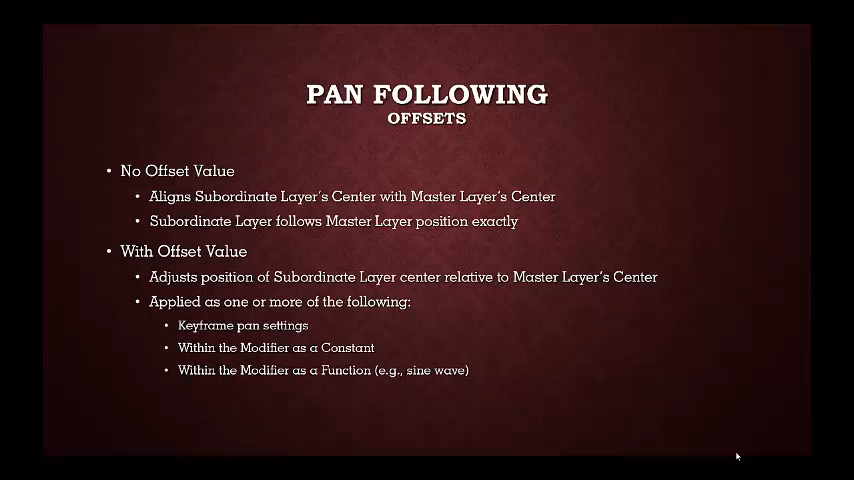 PAN FOLLOWING
OFFSETS
• No Offset Value
• Aligns Subordinate Layer's Center with Master Layer's Center
• Subordinate Layer follows Master Layer position exactly
• With Offset Value
• Adjusts position of Subordinate Layer center relative to Master Layer's Center
• Applied as one or more of the following:
• Keyframe pan settings
• Within the Modifier as a Constant
• Within the Modifier as a Function (e.g., sine wave)